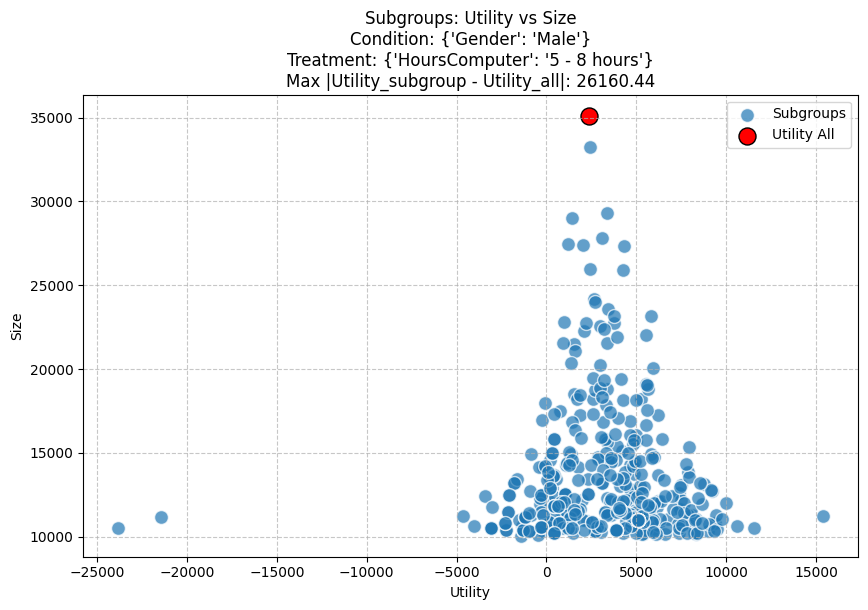 Subgroups: Utility vs Size
Condition: {'Gender': 'Male'}
Treatment: {'HoursComputer': '5 - 8 hours'}
Max |Utility_subgroup - Utility_all|: 26160.44
Subgroups
Utility All
35000
30000
25000
20000
15000
10000
Size
−25000 −20000 −15000 −10000 −5000 0 5000 10000 15000
Utility